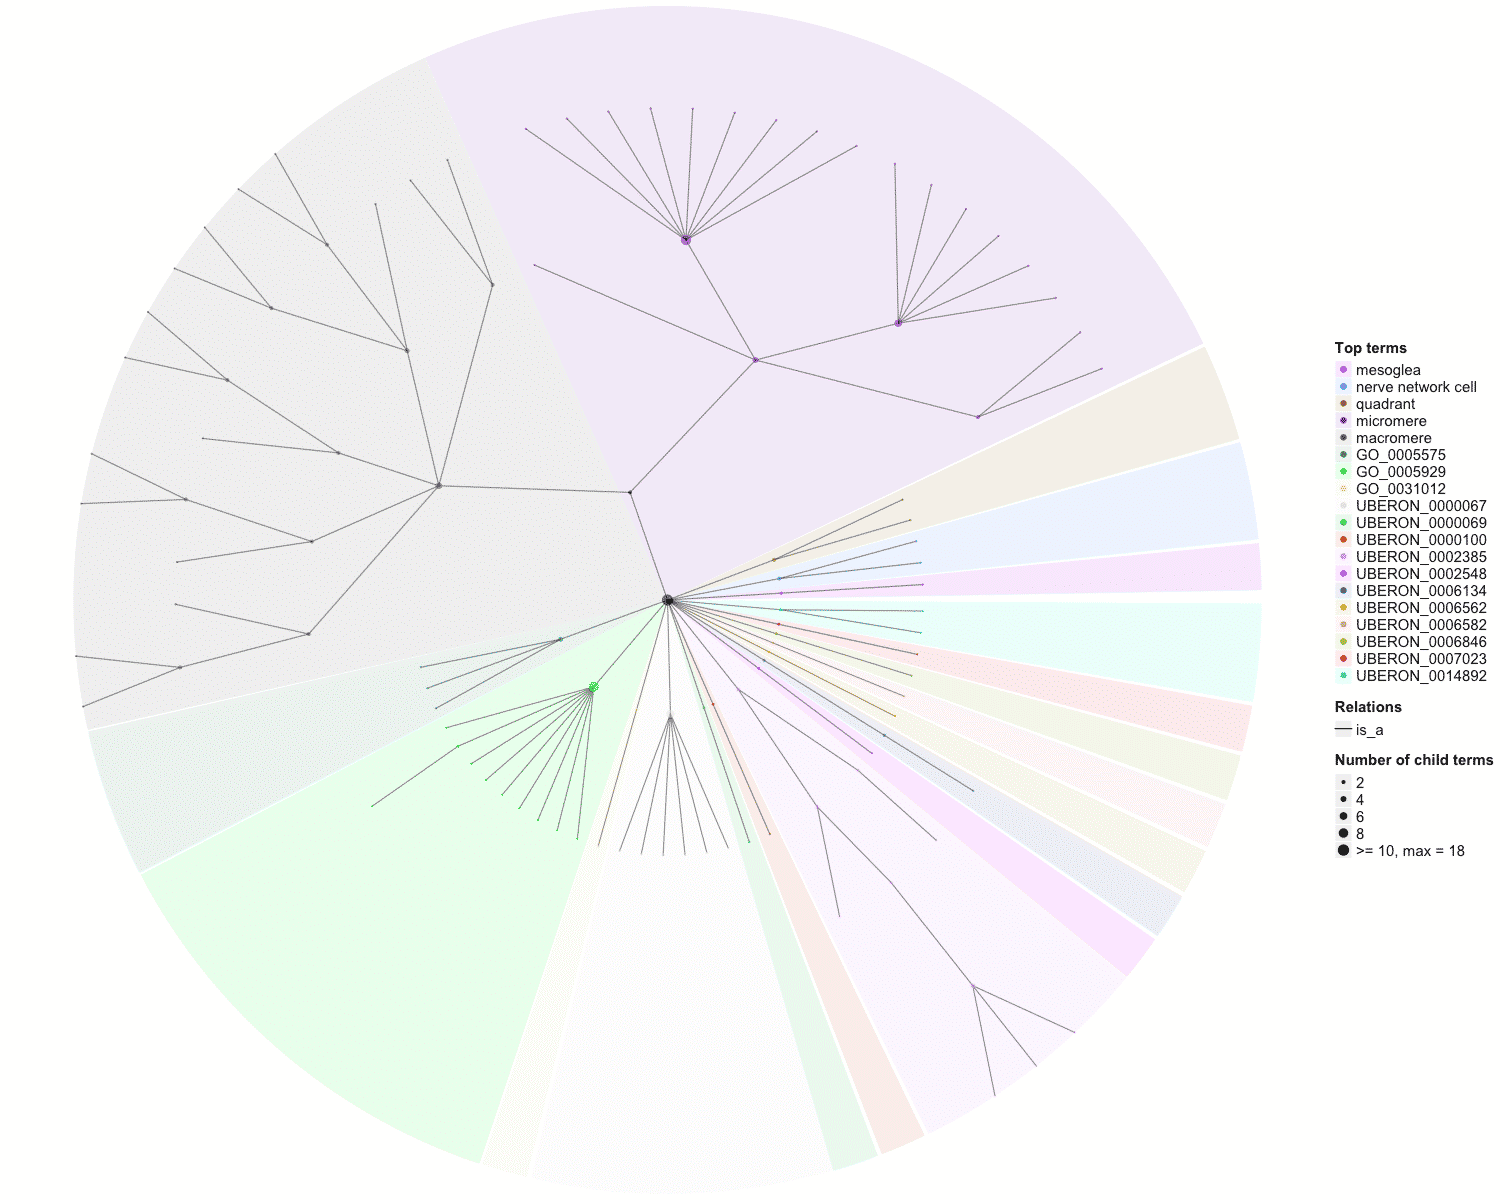 Top terms
mesoglea
nerve network cell
quadrant
micromere
macromere
GO_0005575
GO_0005929
GO_0031012
UBERON_0000067
UBERON_0000069
UBERON_0000100
UBERON_0002385
UBERON_0002548
UBERON_0006134
UBERON_0006562
UBERON_0006582
UBERON_0006846
UBERON_0007023
UBERON_0014892
Relations
is_a
Number of child terms
2
4
6
8
>= 10, max = 18